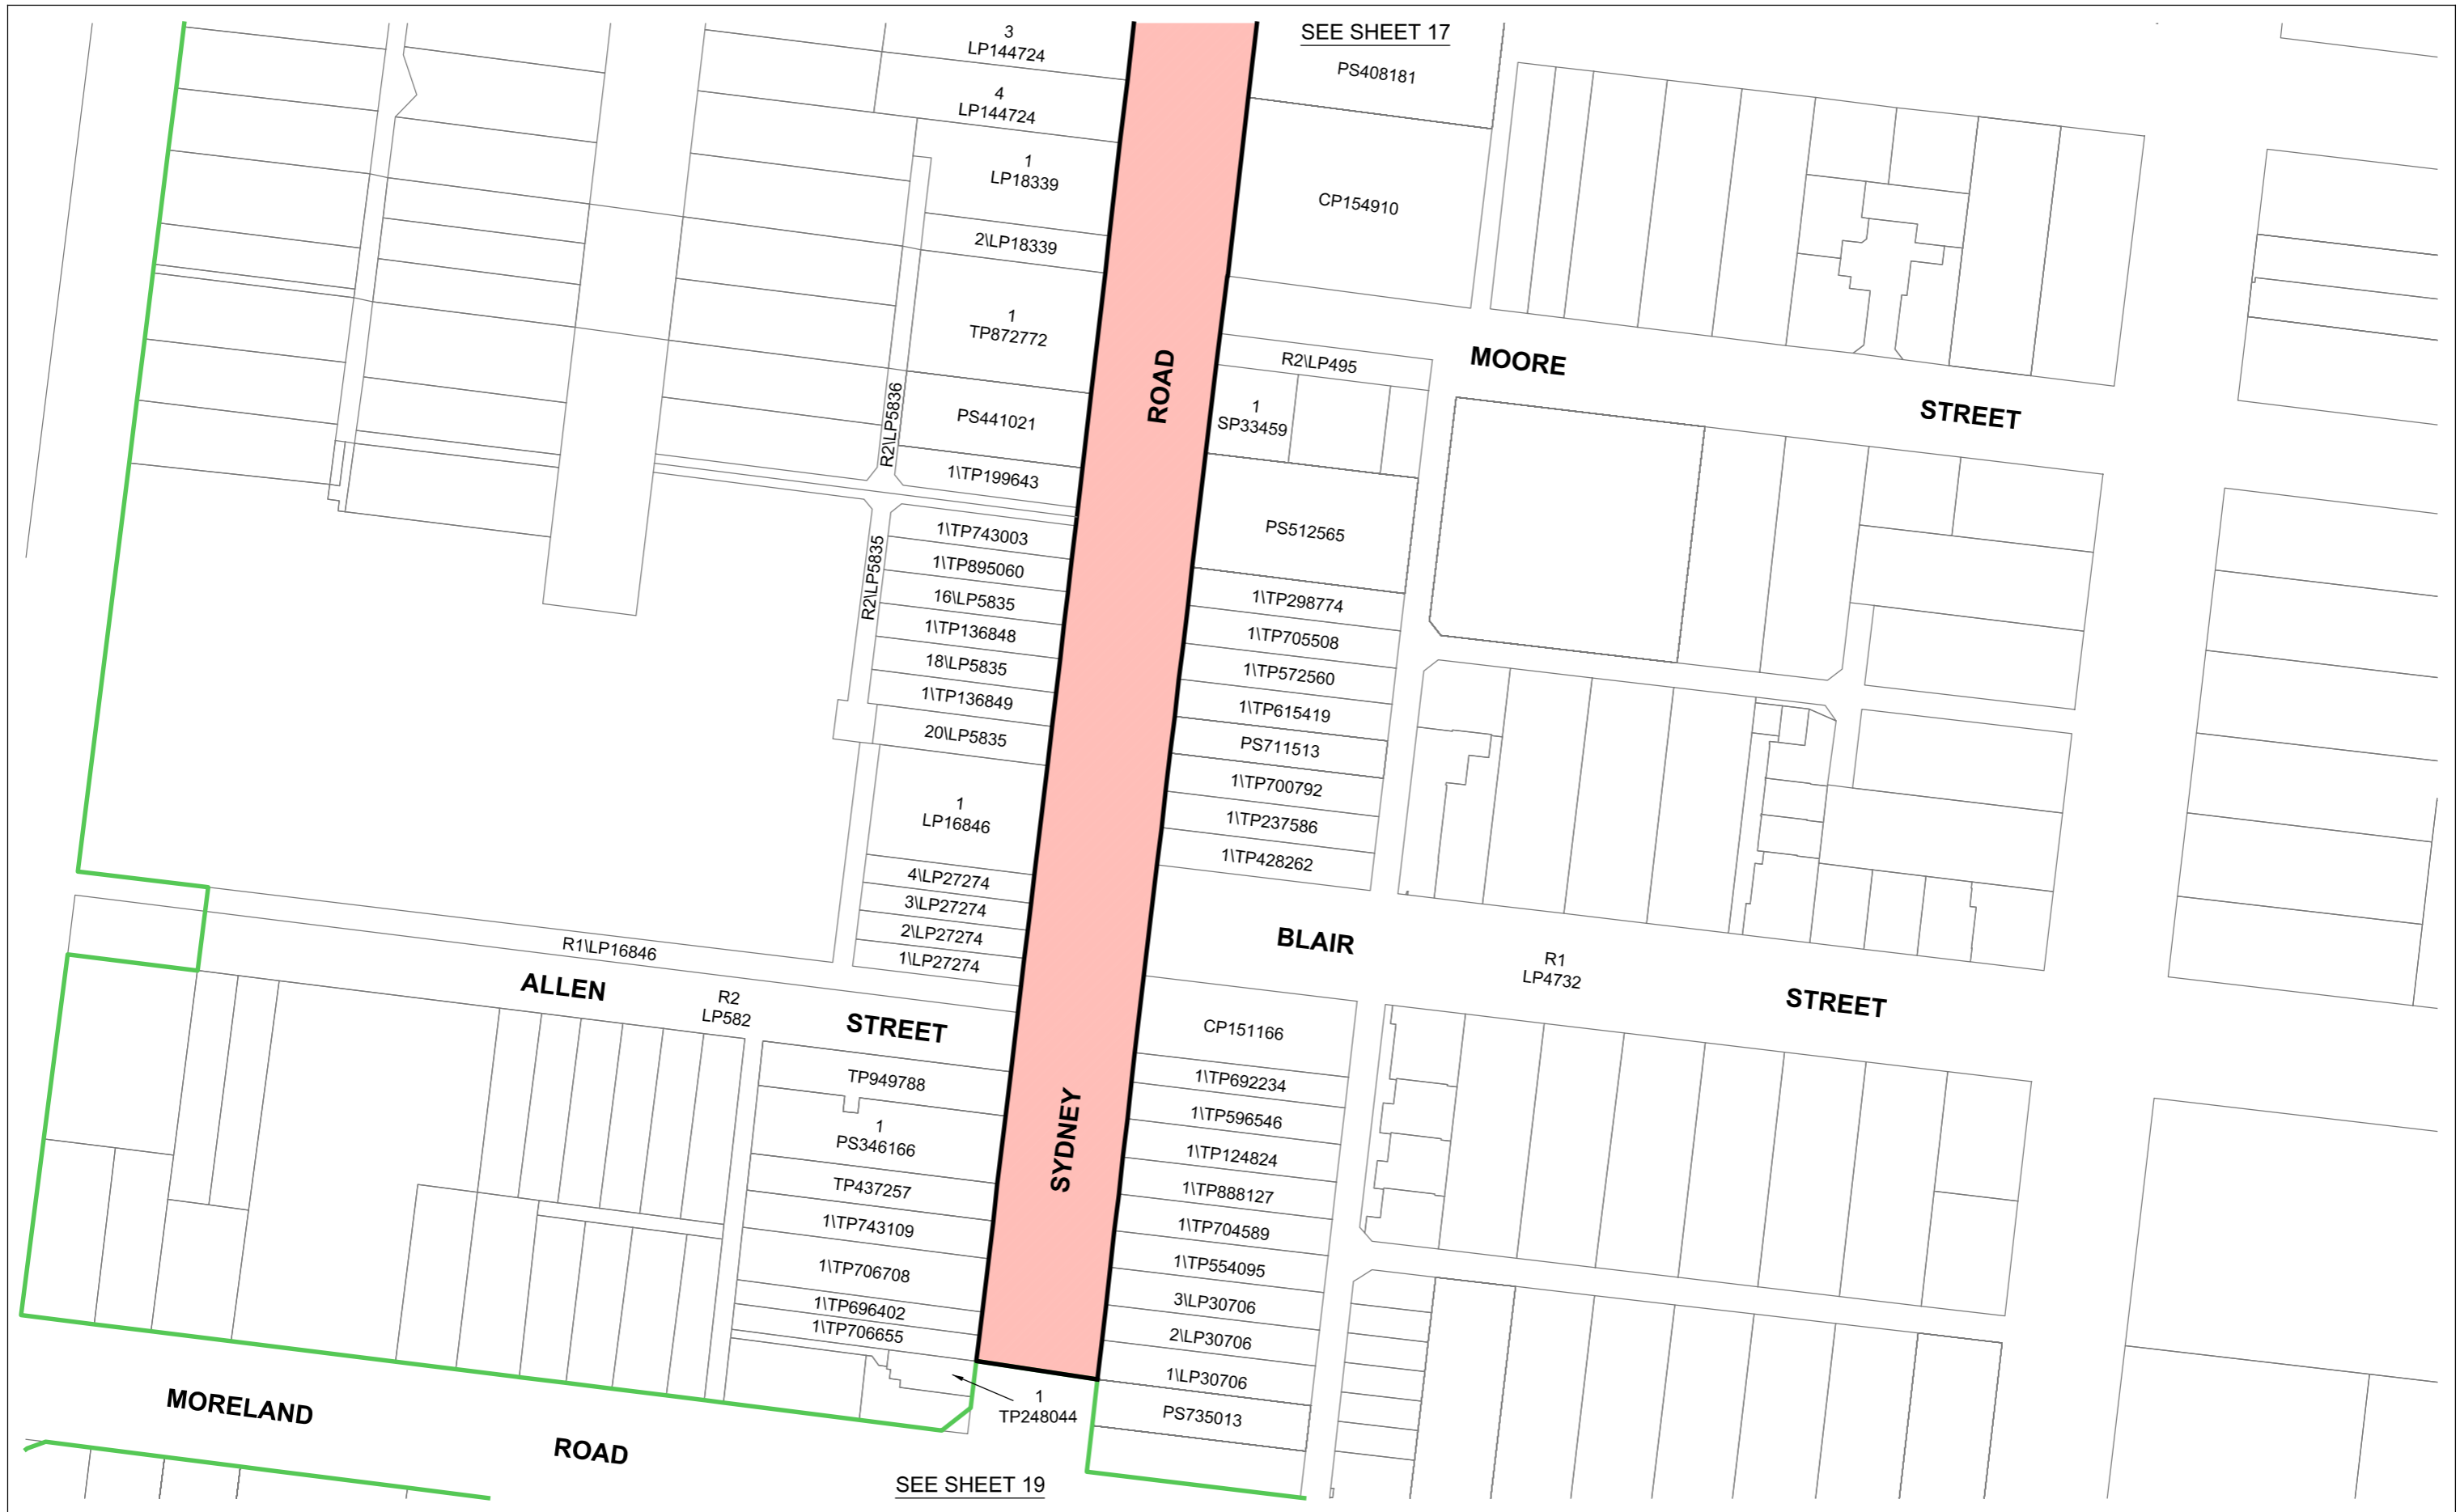 SEE SHEET 17
3
LP144724
PS408181
4
LP144724
1
LP18339
CP154910
2\LP18339
1
TP872772
ROAD
R2\LP495
MOORE
STREET
R2\LP5836
PS441021
1
SP33459
1\TP199643
1\TP743003
PS512565
1\TP895060
R2\LP5835
16\LP5835
1\TP298774
1\TP136848
1\TP705508
18\LP5835
1\TP572560
1\TP136849
1\TP615419
20\LP5835
PS711513
1\TP700792
1
LP16846
1\TP237586
1\TP428262
4\LP27274
3\LP27274
2\LP27274
1\LP27274
R1\LP16846
BLAIR
R1
LP4732
STREET
ALLEN
R2
LP582
STREET
CP151166
TP949788
1\TP692234
1\TP596546
1
PS346166
SYDNEY
1\TP124824
TP437257
1\TP888127
1\TP743109
1\TP704589
1\TP706708
1\TP554095
1\TP696402
3\LP30706
1\TP706655
2\LP30706
1\LP30706
1
TP248044
PS735013
MORELAND
ROAD
SEE SHEET 19